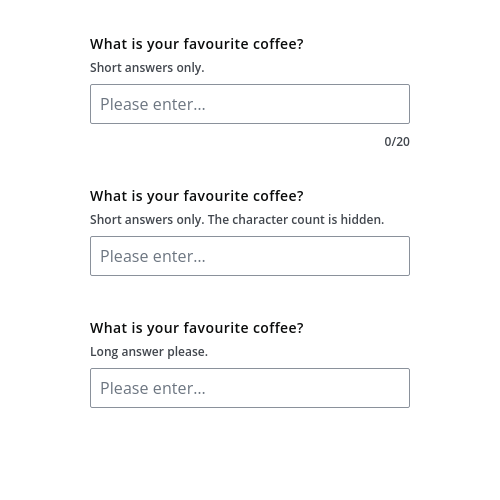 What is your favourite coffee?
Short answers only.
Please enter...
0/20
What is your favourite coffee?
Short answers only. The character count is hidden.
Please enter...
What is your favourite coffee?
Long answer please.
Please enter...